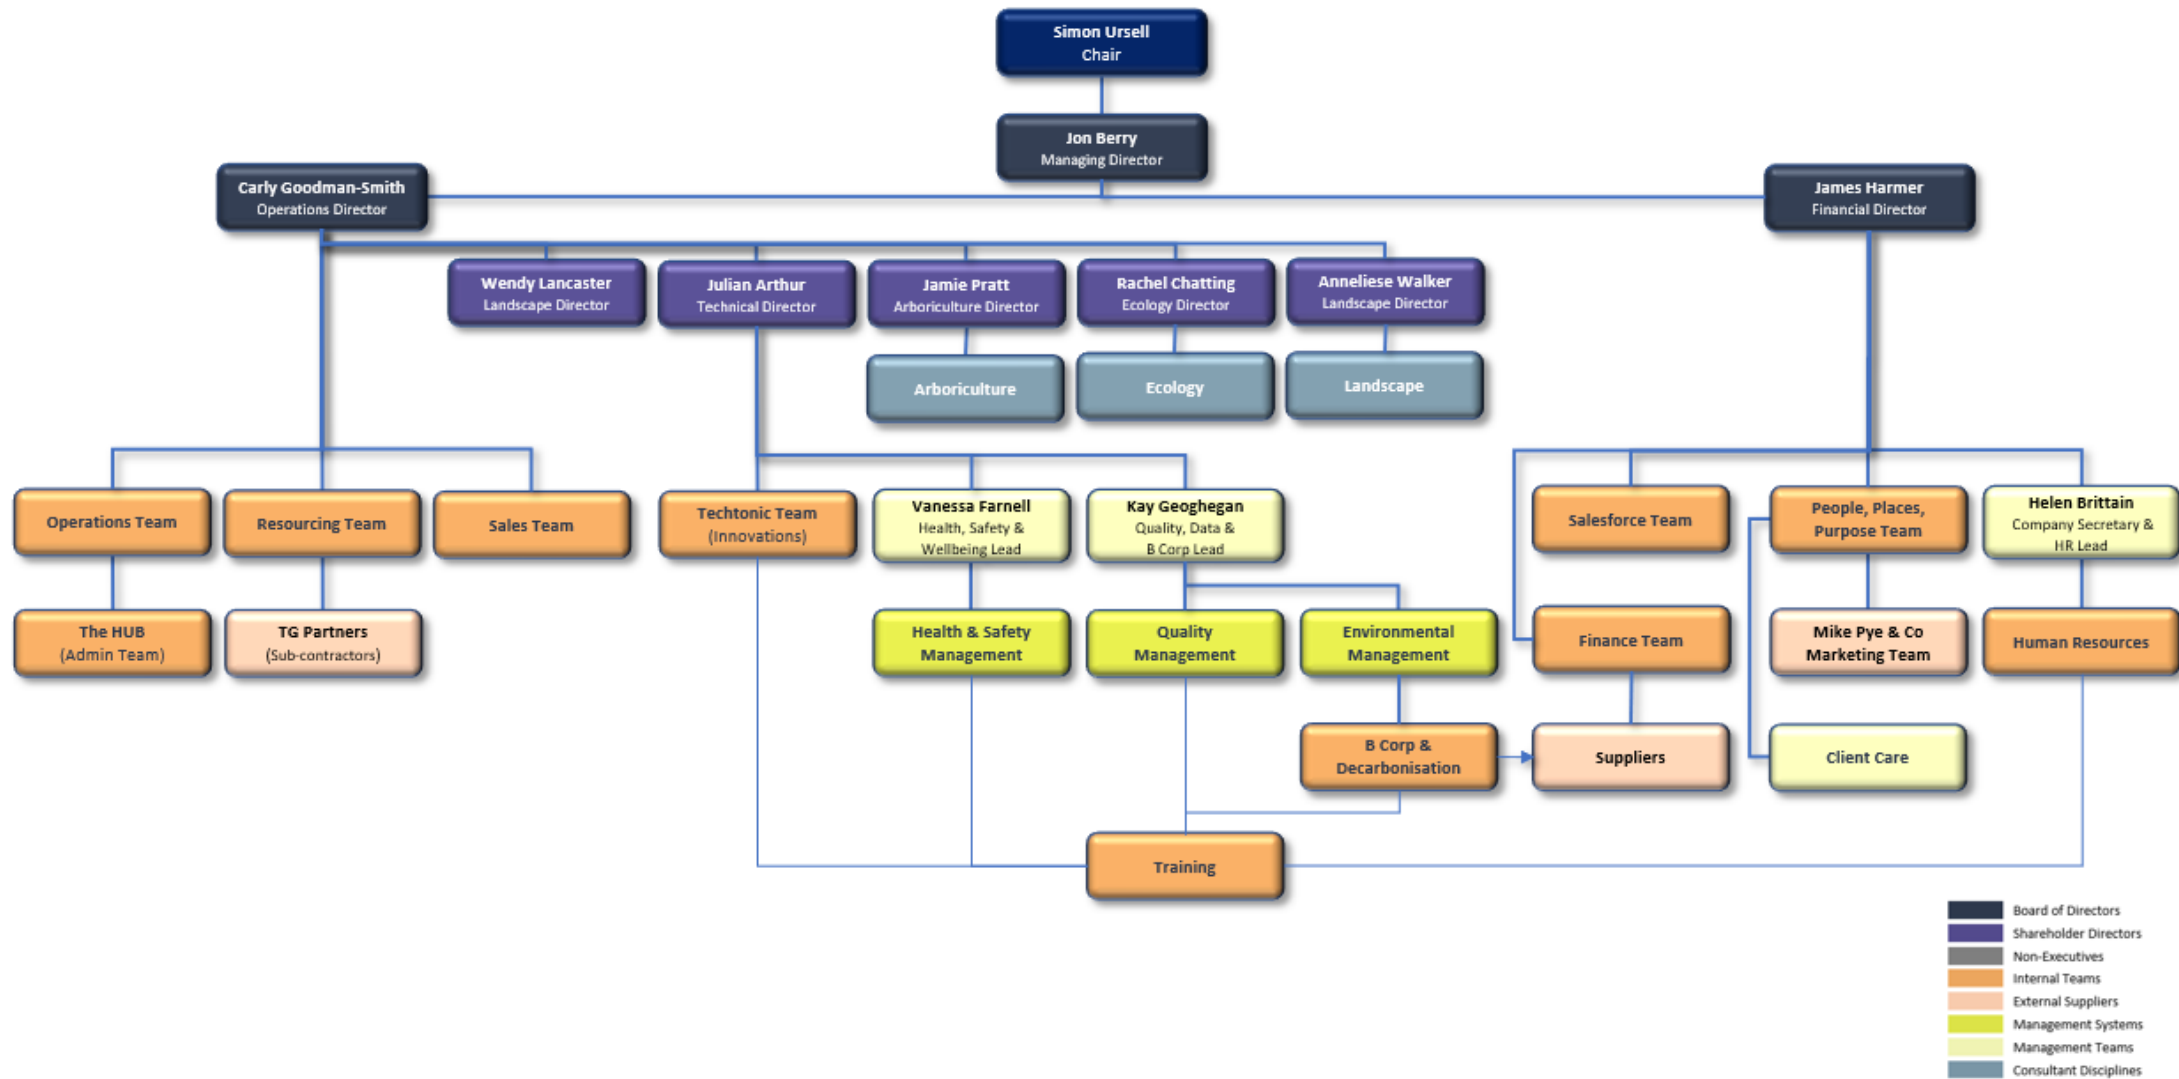 Simon Ursell
Chair
Jon Berry
Managing Director
Carly Goodman-Smith
Operations Director
James Harmer
Financial Director
Wendy Lancaster
Landscape Director
Julian Arthur
Technical Director
Jamie Pratt
Arboriculture Director
Rachel Chatting
Ecology Director
Anneliese Walker
Landscape Director
Arboriculture
Ecology
Landscape
Operations Team
Resourcing Team
Sales Team
Techtonic Team
(Innovations)
Vanessa Farnell
Health, Safety &
Wellbeing Lead
Kay Geoghegan
Quality, Data &
B Corp Lead
Salesforce Team
People, Places,
Purpose Team
Helen Brittain
Company Secretary &
HR Lead
The HUB
(Admin Team)
TG Partners
(Sub-contractors)
Health & Safety
Management
Quality
Management
Environmental
Management
Finance Team
Mike Pye & Co
Marketing Team
Human Resources
B Corp &
Decarbonisation
Suppliers
Client Care
Training
Board of Directors
Shareholder Directors
Non-Executives
Internal Teams
External Suppliers
Management Systems
Management Teams
Consultant Disciplines